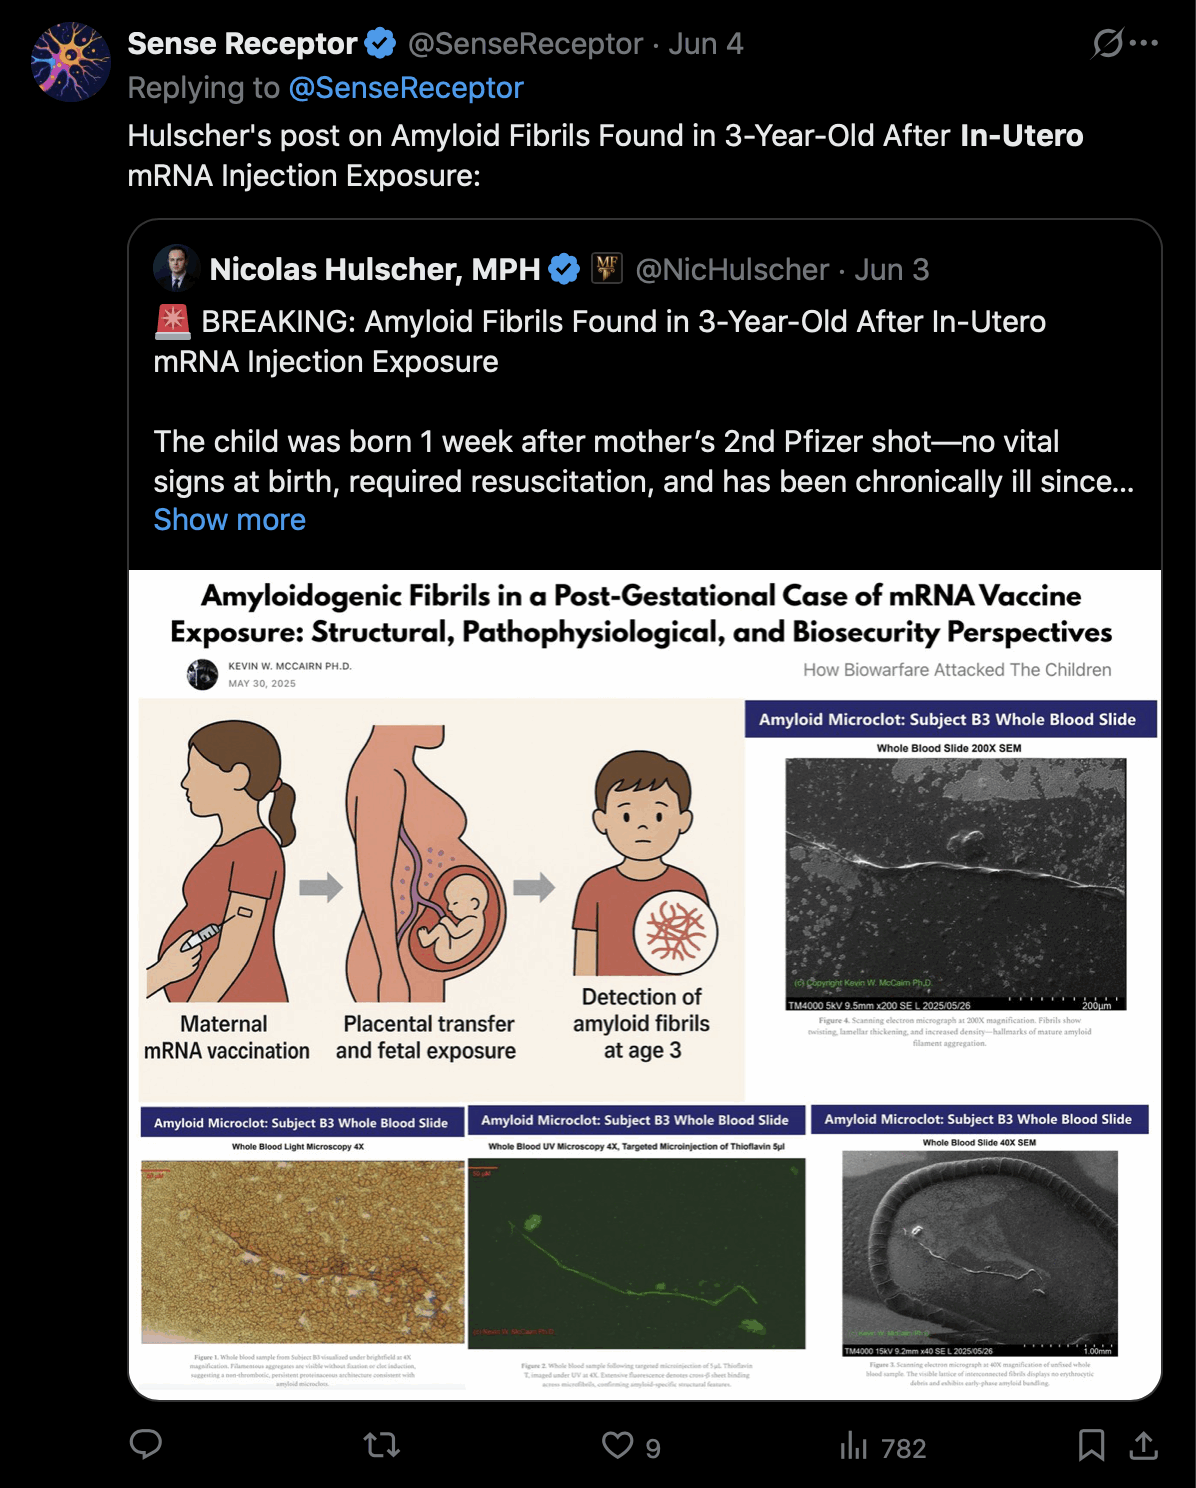 Sense Receptor @SenseReceptor · Jun 4
Replying to @SenseReceptor
Hulscher's post on Amyloid Fibrils Found in 3-Year-Old After In-Utero
mRNA Injection Exposure:
Nicolas Hulscher, MPH MF @NicHulscher · Jun 3
🚨 BREAKING: Amyloid Fibrils Found in 3-Year-Old After In-Utero
mRNA Injection Exposure
The child was born 1 week after mother's 2nd Pfizer shot—no vital
signs at birth, required resuscitation, and has been chronically ill since...
Show more
Amyloidogenic Fibrils in a Post-Gestational Case of mRNA Vaccine
Exposure: Structural, Pathophysiological, and Biosecurity Perspectives
KEVIN W. MCCAIRN PH.D.
MAY 30, 2025
How Biowarfare Attacked The Children
Maternal
mRNA vaccination
Placental transfer
and fetal exposure
Detection of
amyloid fibrils
at age 3
Amyloid Microclot: Subject B3 Whole Blood Slide
Whole Blood Slide 200X SEM
(c) Copyright Kevin W. McCairn Ph.D.
TM4000 5kV 9.5mm x200 SE L 2025/05/26 200µm
Figure 4. Scanning electron micrograph at 200X magnification. Fibrils show
twisting, lamellar thickening, and increased density—hallmarks of mature amyloid
filament aggregation.
Amyloid Microclot: Subject B3 Whole Blood Slide
Whole Blood Light Microscopy 4X
50 µM
Figure 1. Whole blood sample from Subject B3 visualized under brightfield at 4X
magnification. Filamentous aggregates are visible without fixation or clot induction,
suggesting a non-thrombotic, persistent proteinaceous architecture consistent with
amyloid microclots.
Amyloid Microclot: Subject B3 Whole Blood Slide
Whole Blood UV Microscopy 4X, Targeted Microinjection of Thioflavin 5µl
50 µM
(c) Kevin W. McCairn Ph.D
Figure 2. Whole blood sample following targeted microinjection of 5µL Thioflavin
T, imaged under UV at 4X. Extensive fluorescence denotes cross-β sheet binding
across microfibrils, confirming amyloid-specific structural features.
Amyloid Microclot: Subject B3 Whole Blood Slide
Whole Blood Slide 40X SEM
Kevin W. McCairn Ph.D
TM4000 15kV 9.2mm x40 SE L 2025/05/26 1.00mm
Figure 3. Scanning electron micrograph at 40X magnification of unfixed whole
blood sample. The visible lattice of interconnected fibrils displays no erythrocytic
debris and exhibits early-phase amyloid bundling.
9
782